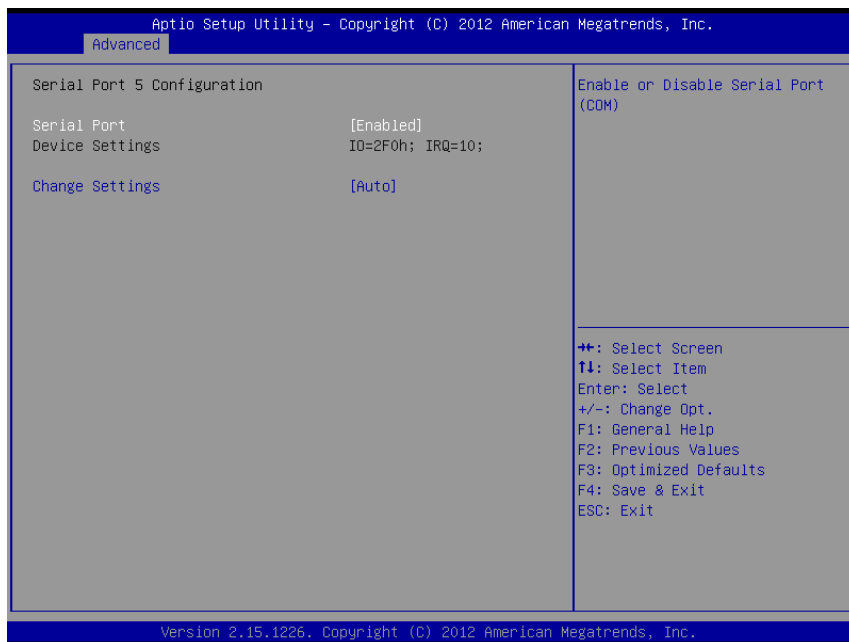 Aptio Setup Utility – Copyright (C) 2012 American Megatrends, Inc.
Advanced
Serial Port 5 Configuration
Serial Port [Enabled]
Device Settings IO=2F0h; IRQ=10;
Change Settings [Auto]
Enable or Disable Serial Port
(COM)
→←: Select Screen
↑↓: Select Item
Enter: Select
+/-: Change Opt.
F1: General Help
F2: Previous Values
F3: Optimized Defaults
F4: Save & Exit
ESC: Exit
Version 2.15.1226. Copyright (C) 2012 American Megatrends, Inc.